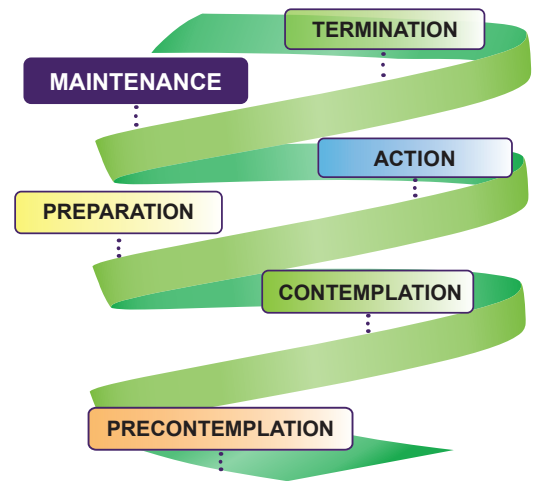 TERMINATION
MAINTENANCE
ACTION
PREPARATION
CONTEMPLATION
PRECONTEMPLATION